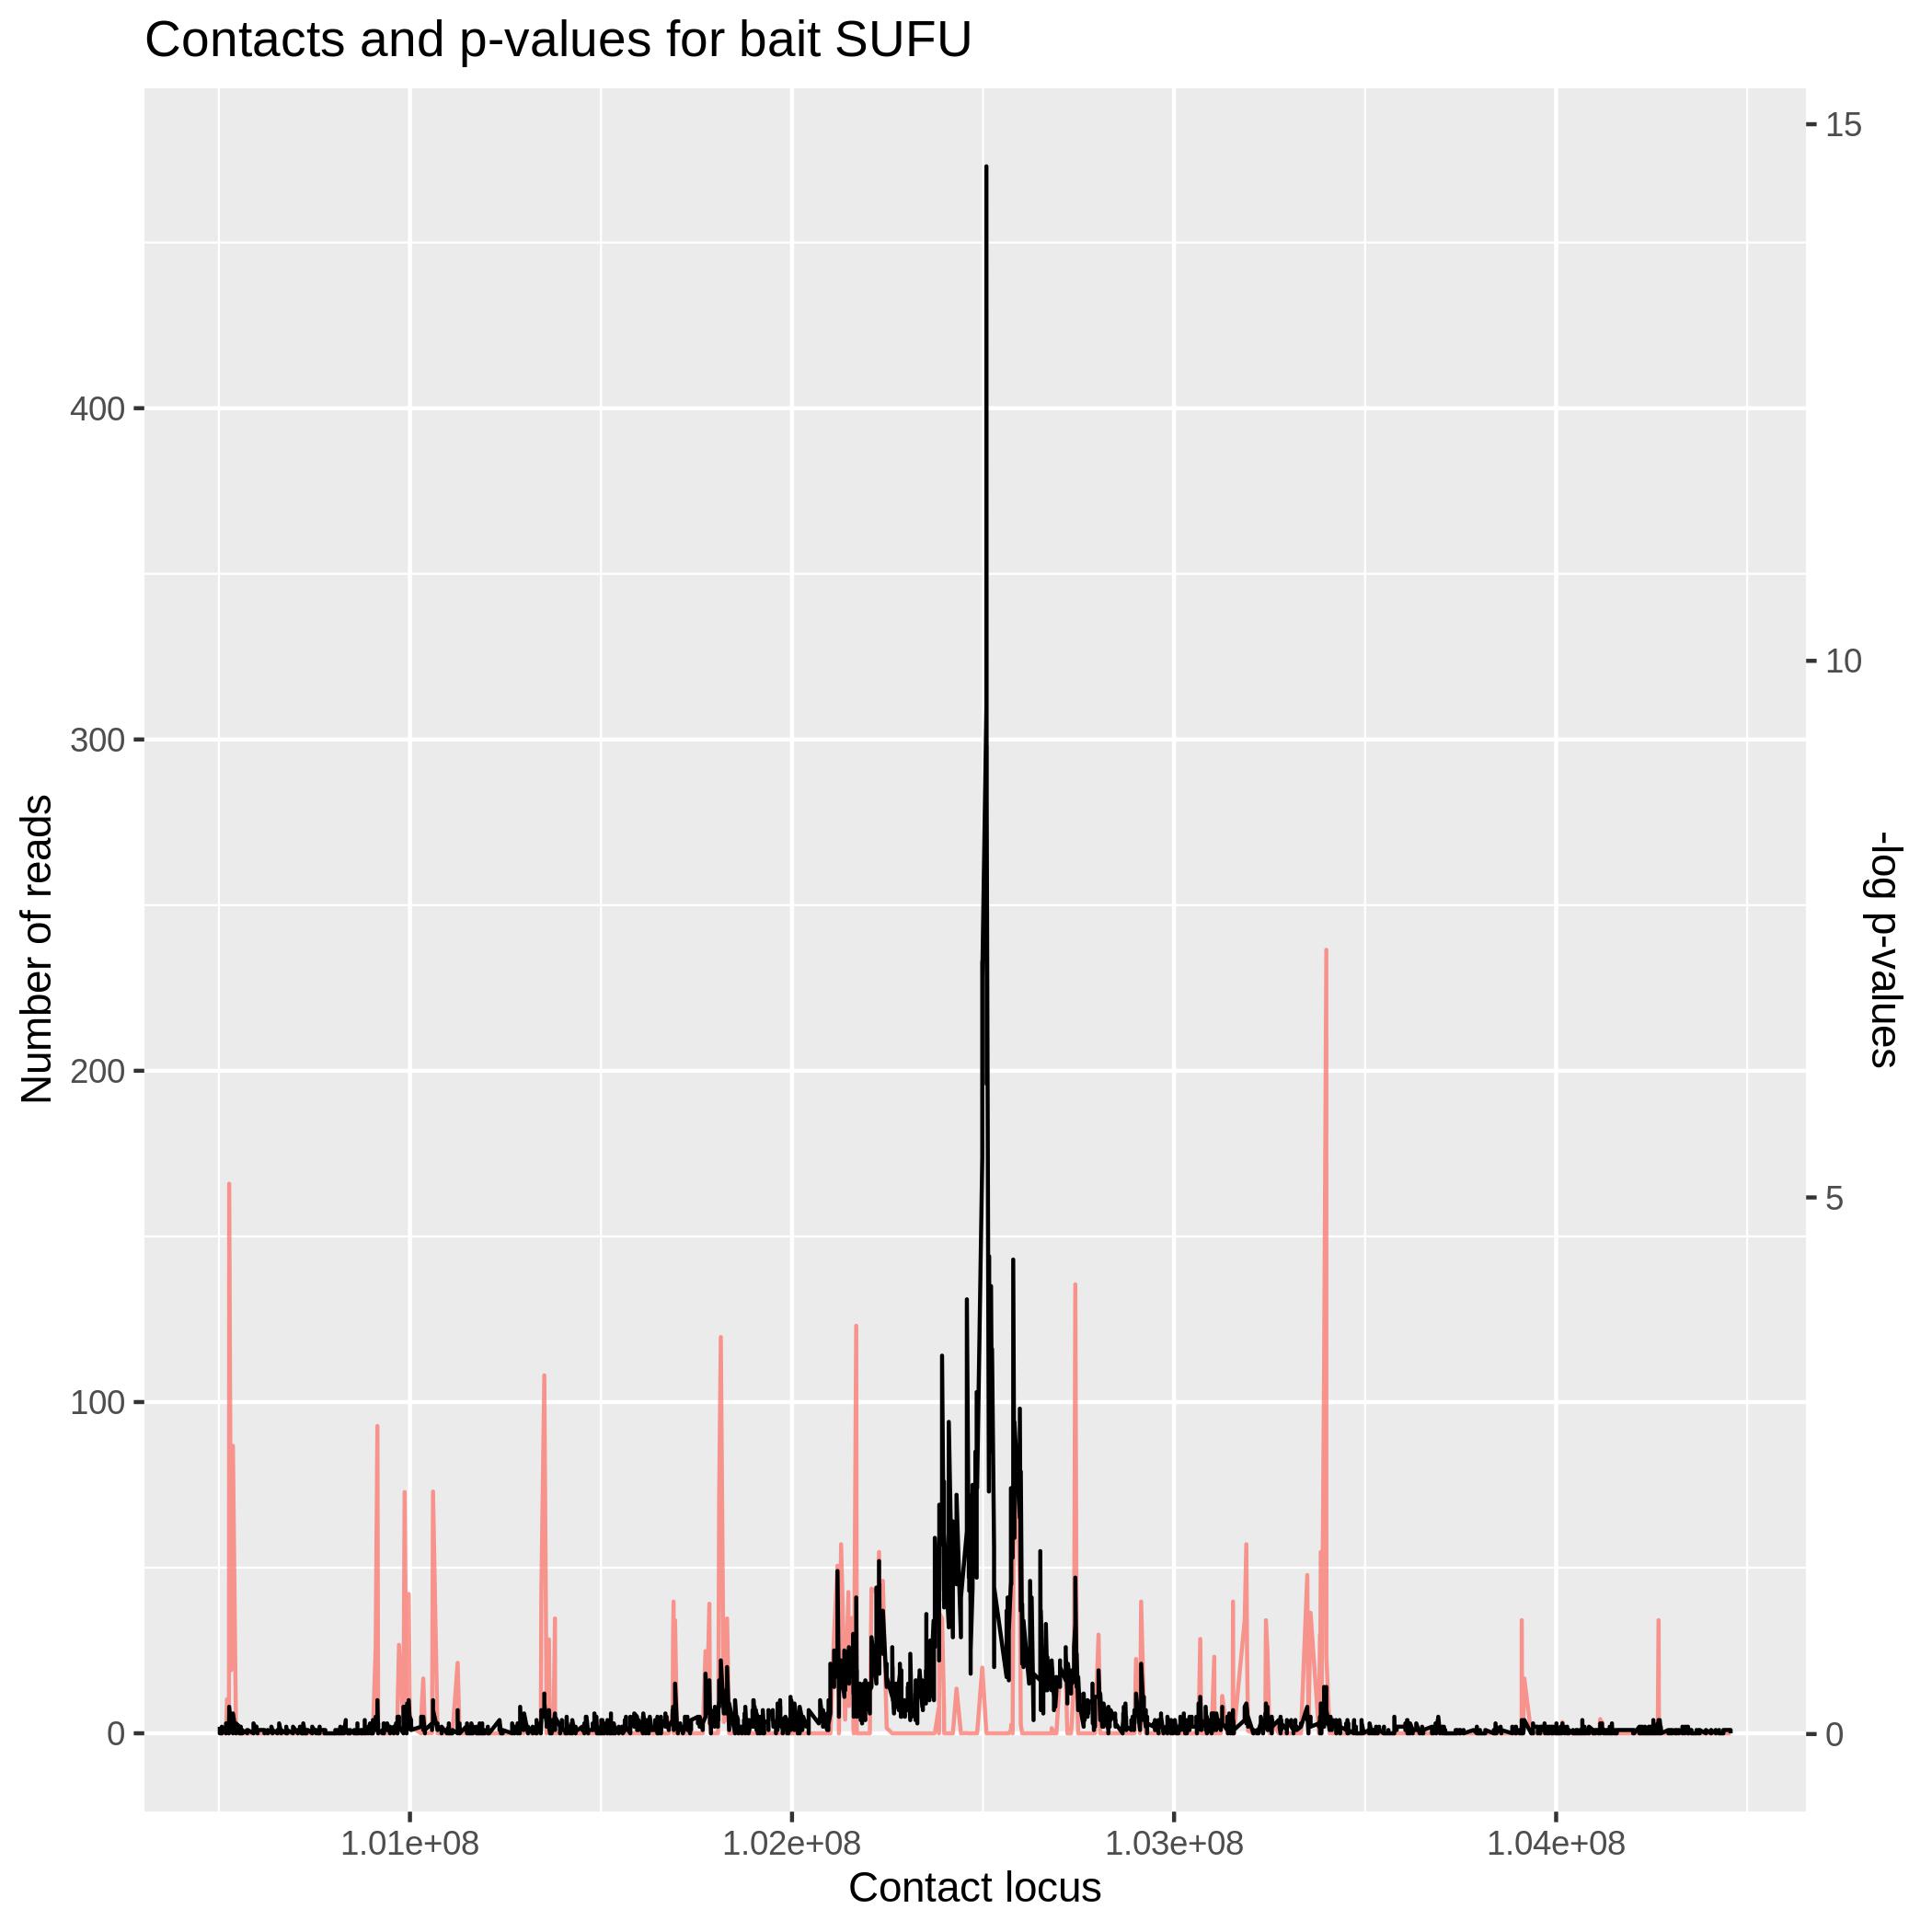 Contacts and p-values for bait SUFU
Number of reads
400
300
200
100
0
15
10
5
0
-log p-values
1.01e+08
1.02e+08
1.03e+08
1.04e+08
Contact locus